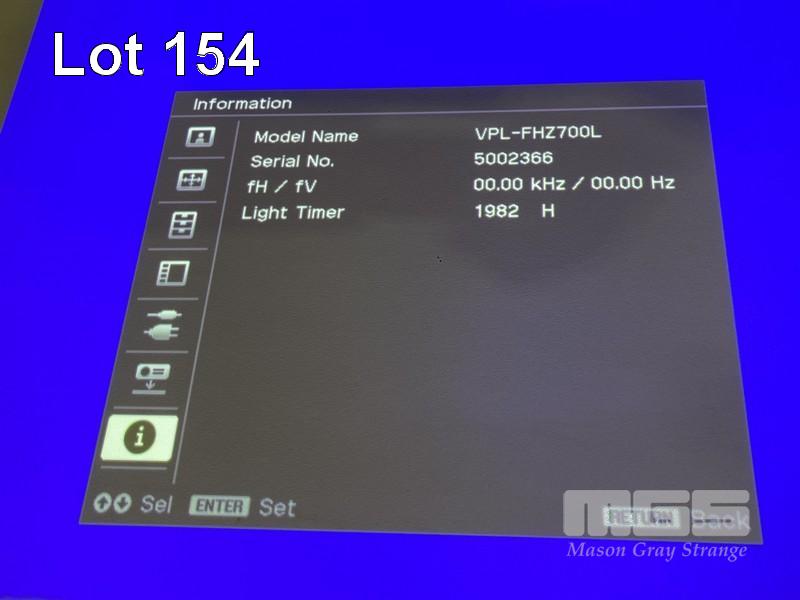 Lot 154
Information
Model Name VPL-FHZ700L
Serial No. 5002366
fH / fV 00.00 kHz / 00.00 Hz
Light Timer 1982 H
Sel ENTER Set RETURN Back
MGS
Mason Gray Strange